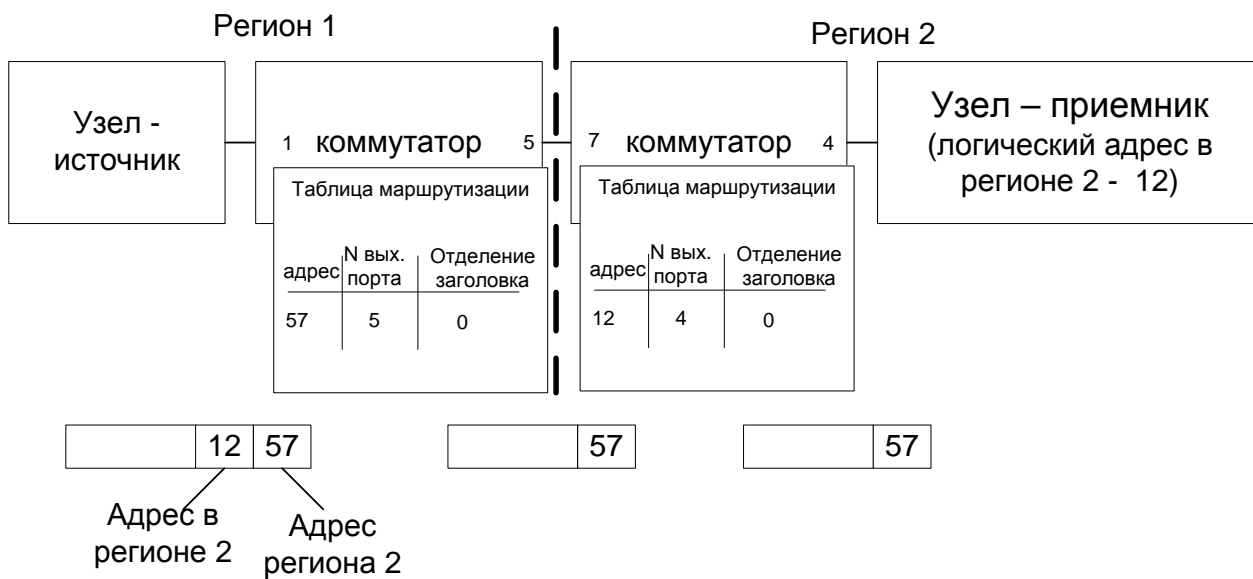 Регион 1
Регион 2
Узел -
источник
1 коммутатор 5
7 коммутатор 4
Узел – приемник
(логический адрес в
регионе 2 - 12)
Таблица маршрутизации
адрес N вых. порта Отделение заголовка
57 5 0
Таблица маршрутизации
адрес N вых. порта Отделение заголовка
12 4 0
12 57
57
57
Адрес в
регионе 2
Адрес
региона 2